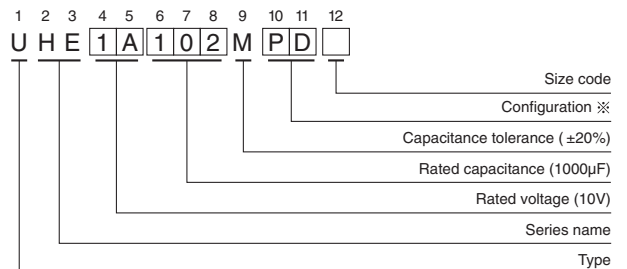 1 2 3 4 5 6 7 8 9 10 11 12
U H E 1 A 1 0 2 M P D
Size code
Configuration ※
Capacitance tolerance ( ±20%)
Rated capacitance (1000µF)
Rated voltage (10V)
Series name
Type